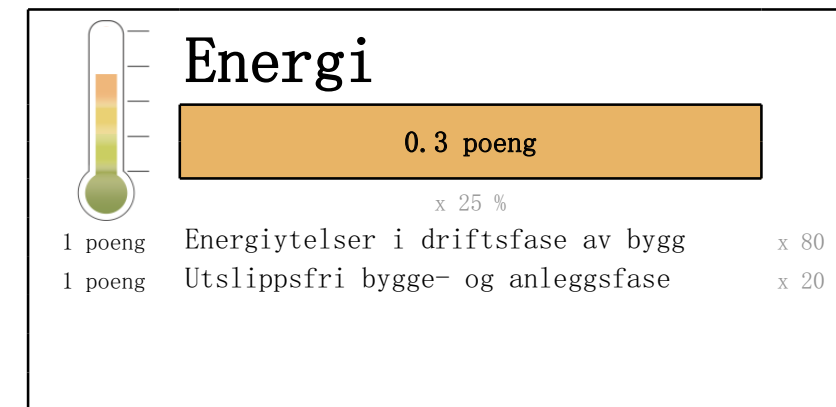 Energi
0.3 poeng
x 25 %
1 poeng Energiytelser i driftsfase av bygg x 80
1 poeng Utslippsfri bygge- og anleggsfase x 20